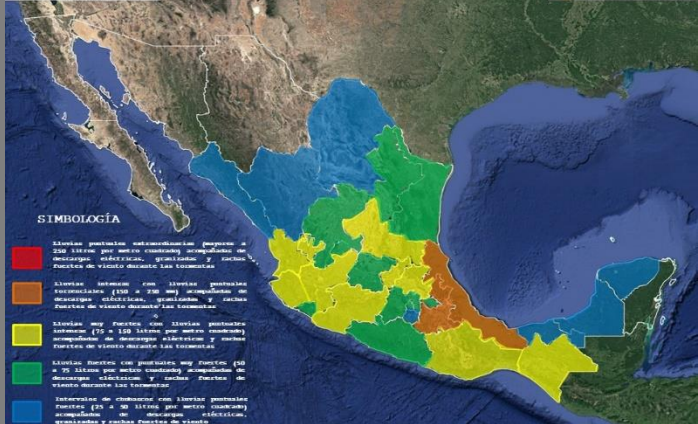 SIMBOLOGÍA
Lluvias puntuales extraordinarias (mayores a
250 litros por metro cuadrado) acompañadas de
descargas eléctricas, granizadas y rachas
fuertes de viento durante las tormentas
Lluvias intensas con lluvias puntuales
torrenciales (150 a 250 mm) acompañadas de
descargas eléctricas, granizadas y rachas
fuertes de viento durante las tormentas
Lluvias muy fuertes con lluvias puntuales
intensas (75 a 150 litros por metro cuadrado)
acompañadas de descargas eléctricas y rachas
fuertes de viento durante las tormentas
Lluvias fuertes con puntuales muy fuertes (50
a 75 litros por metro cuadrado) acompañadas de
descargas eléctricas y rachas fuertes de
viento durante las tormentas
Intervalos de chubascos con lluvias puntuales
fuertes (25 a 50 litros por metro cuadrado)
acompañadas de descargas eléctricas,
granizadas y rachas fuertes de viento